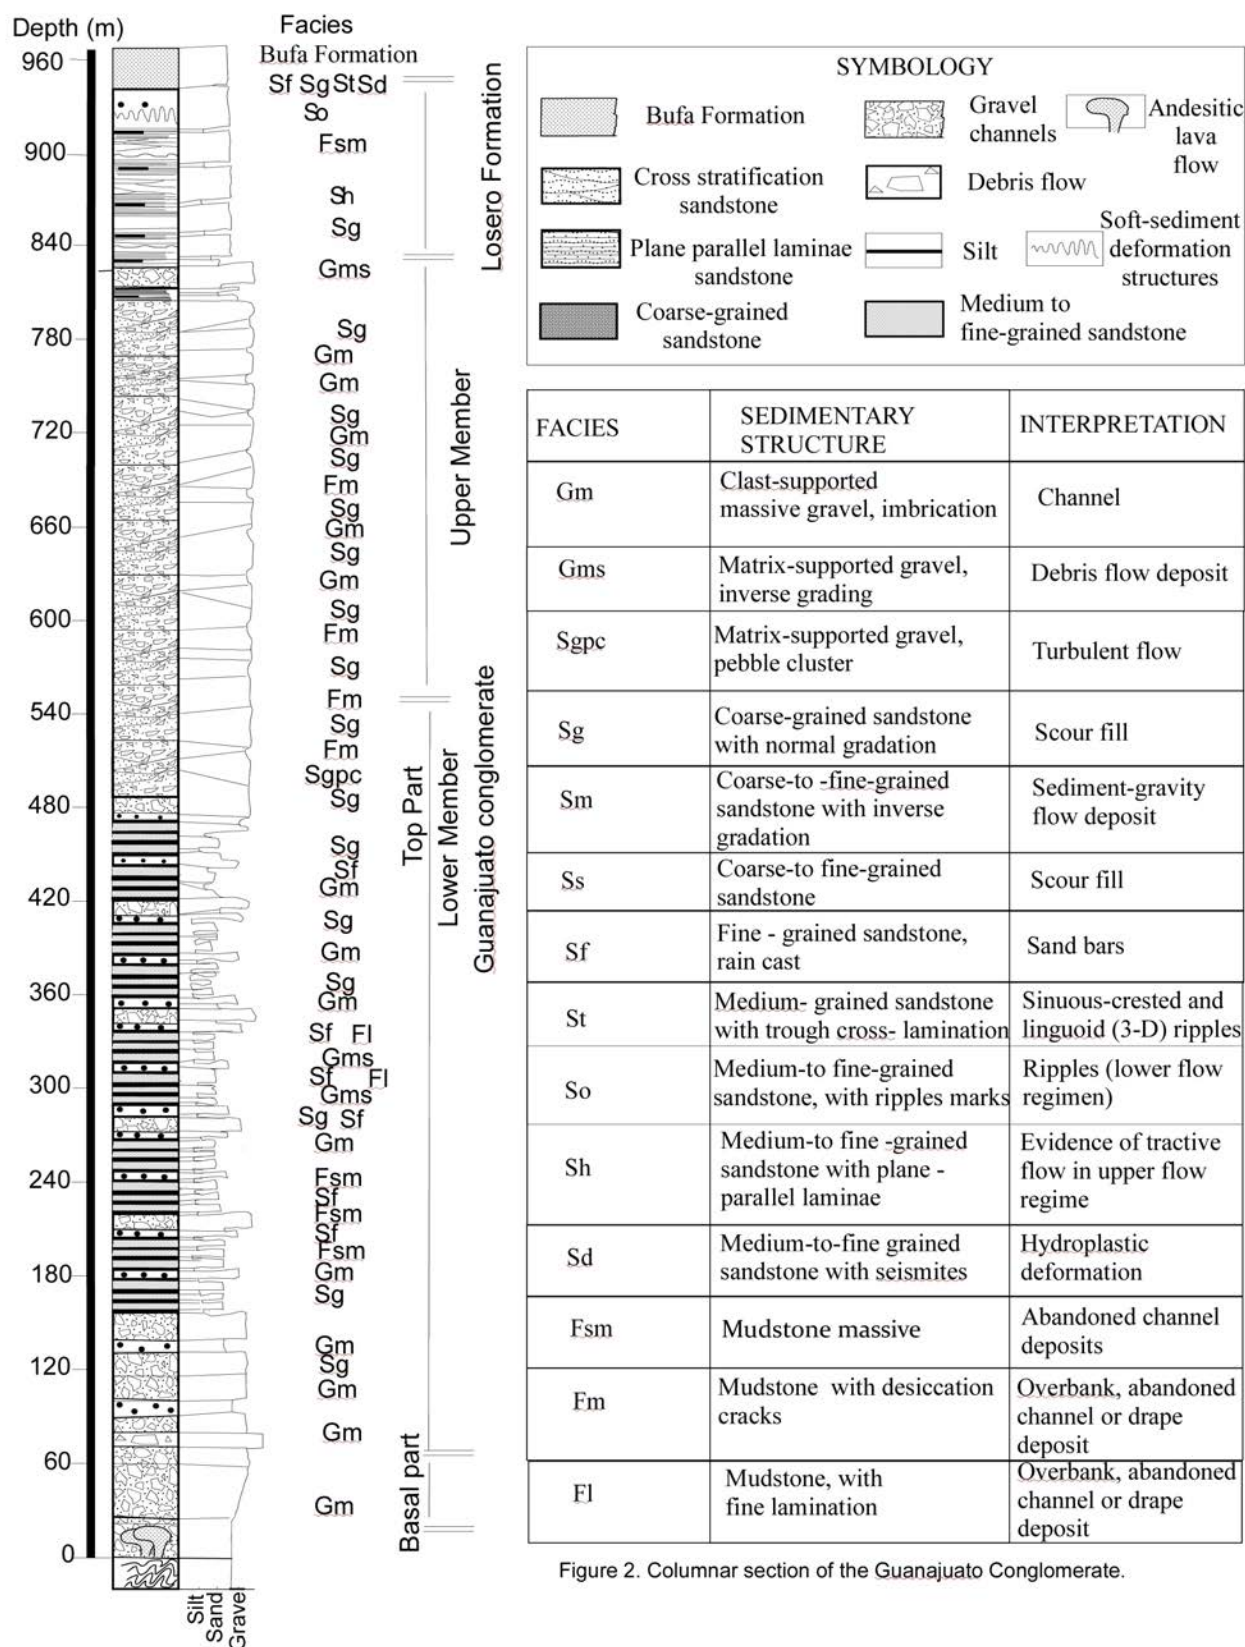 Depth (m)
Facies
960
900
840
780
720
660
600
540
480
420
360
300
240
180
120
60
0
Bufa Formation
Sf Sg St Sd
So
Fsm
Sh
Sg
Gms
Sg
Gm
Gm
Sg
Gm
Sg
Fm
Sg
Gm
Sg
Gm
Sg
Fm
Sg
Fm
Sg
Fm
Sgpc
Sg
Sg
Sf
Gm
Sg
Gm
Sg
Gm
Sf Fl
Gms
Sf Fl
Gms
Sg Sf
Gm
Fsm
Sf
Fsm
Sf
Fsm
Gm
Sg
Gm
Sg
Gm
Gm
Gm
Silt
Sand
Gravel
Losero Formation
Upper Member
Top Part
Lower Member
Guanajuato conglomerate
Basal part
SYMBOLOGY
Bufa Formation
Gravel
channels
Andesitic
lava
flow
Cross stratification
sandstone
Debris flow
Plane parallel laminae
sandstone
Silt
Soft-sediment
deformation
structures
Coarse-grained
sandstone
Medium to
fine-grained sandstone
FACIES
SEDIMENTARY
STRUCTURE
INTERPRETATION
Gm
Clast-supported
massive gravel, imbrication
Channel
Gms
Matrix-supported gravel,
inverse grading
Debris flow deposit
Sgpc
Matrix-supported gravel,
pebble cluster
Turbulent flow
Sg
Coarse-grained sandstone
with normal gradation
Scour fill
Sm
Coarse-to -fine-grained
sandstone with inverse
gradation
Sediment-gravity
flow deposit
Ss
Coarse-to fine-grained
sandstone
Scour fill
Sf
Fine - grained sandstone,
rain cast
Sand bars
St
Medium- grained sandstone
with trough cross- lamination
Sinuous-crested and
linguoid (3-D) ripples
So
Medium-to fine-grained
sandstone, with ripples marks
Ripples (lower flow
regimen)
Sh
Medium-to fine -grained
sandstone with plane -
parallel laminae
Evidence of tractive
flow in upper flow
regime
Sd
Medium-to-fine grained
sandstone with seismites
Hydroplastic
deformation
Fsm
Mudstone massive
Abandoned channel
deposits
Fm
Mudstone with desiccation
cracks
Overbank, abandoned
channel or drape
deposit
Fl
Mudstone, with
fine lamination
Overbank, abandoned
channel or drape
deposit
Figure 2. Columnar section of the Guanajuato Conglomerate.